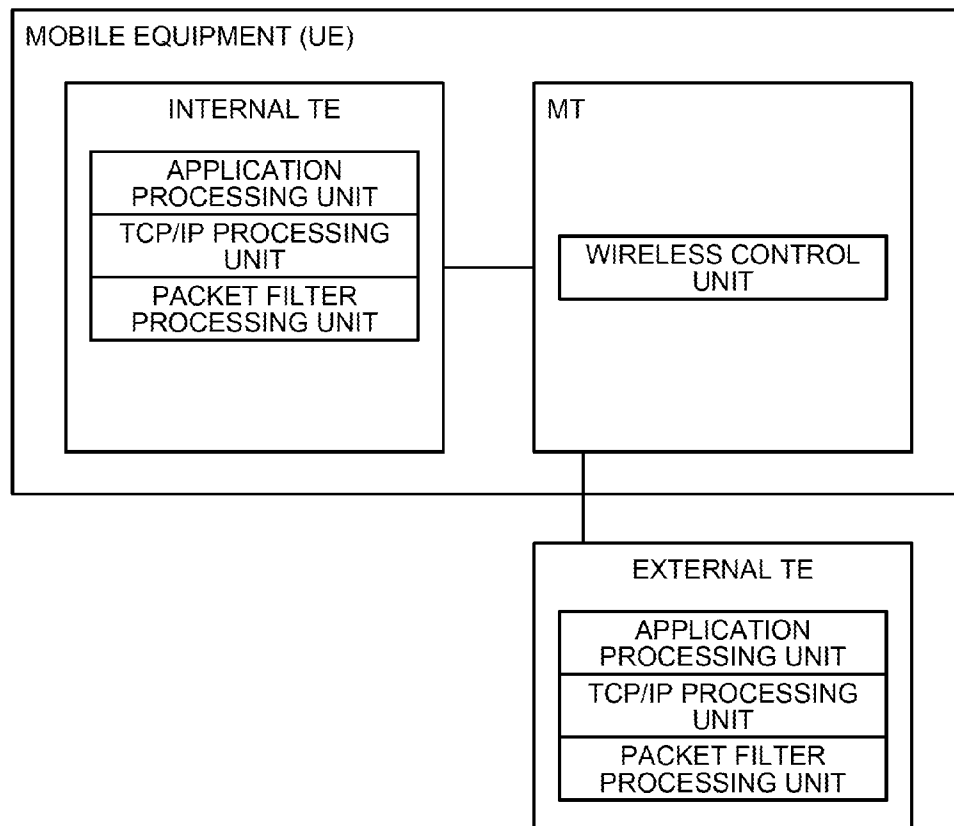 MOBILE EQUIPMENT (UE)
INTERNAL TE
APPLICATION
PROCESSING UNIT
TCP/IP PROCESSING
UNIT
PACKET FILTER
PROCESSING UNIT
MT
WIRELESS CONTROL
UNIT
EXTERNAL TE
APPLICATION
PROCESSING UNIT
TCP/IP PROCESSING
UNIT
PACKET FILTER
PROCESSING UNIT